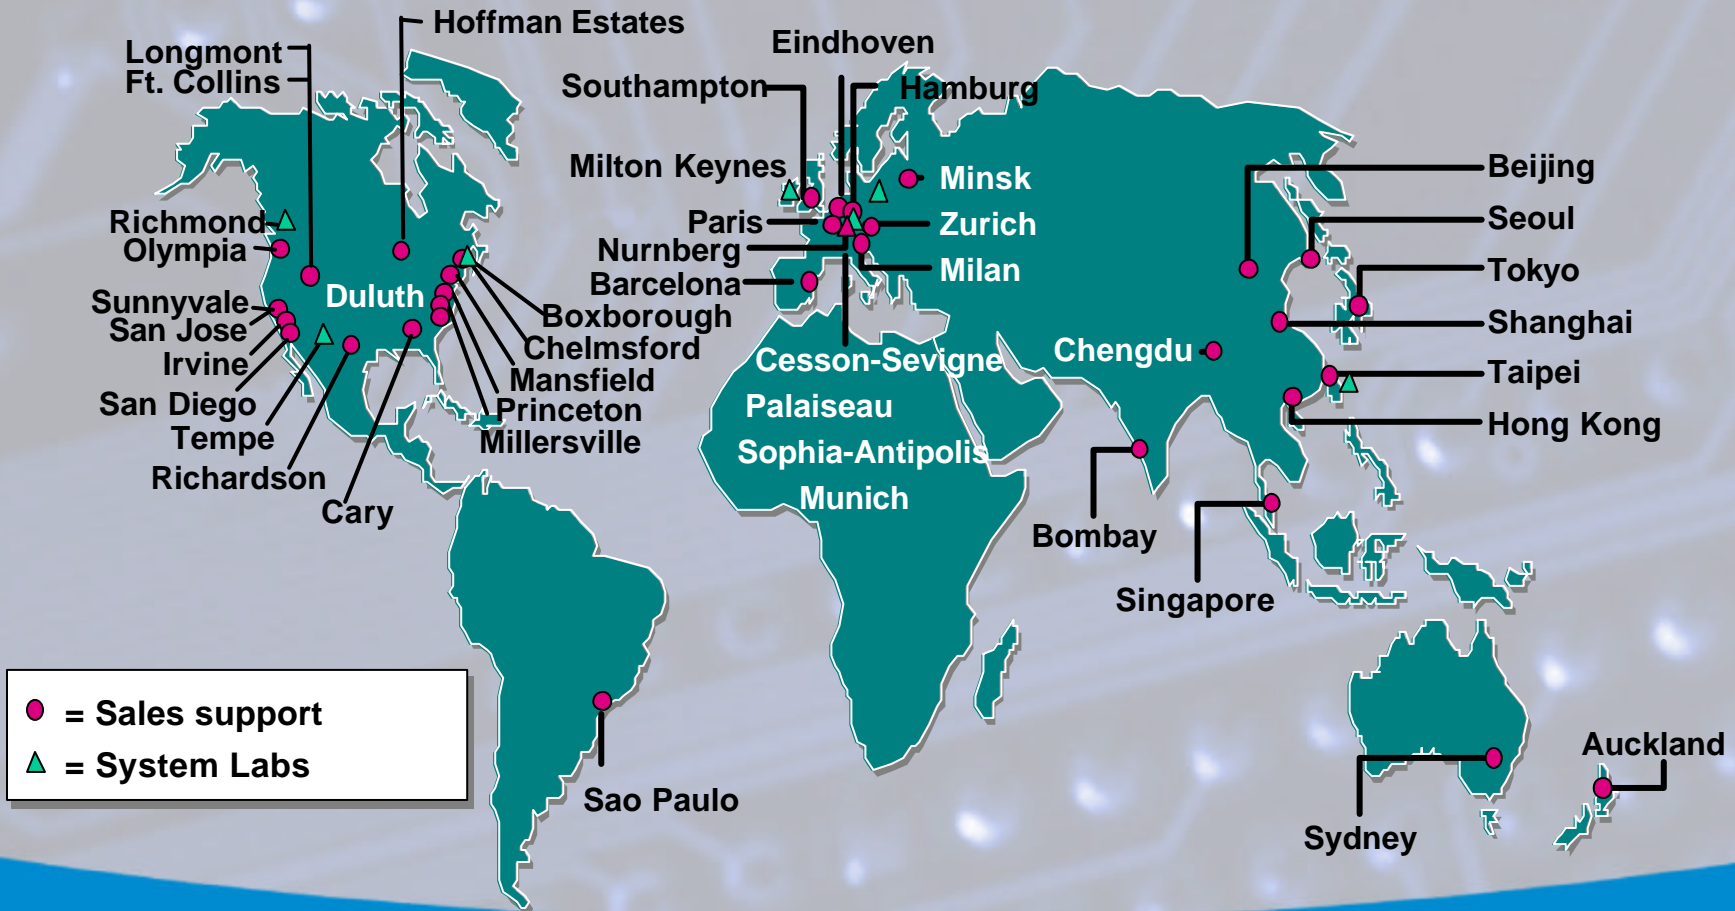 Hoffman Estates
Longmont
Ft. Collins
Eindhoven
Southampton
Hamburg
Milton Keynes
Minsk
Beijing
Richmond
Olympia
Paris
Zurich
Seoul
Nurnberg
Milan
Tokyo
Barcelona
Duluth
Sunnyvale
San Jose
Irvine
San Diego
Tempe
Richardson
Cary
Boxborough
Chelmsford
Mansfield
Princeton
Millersville
Cesson-Sevigne
Palaiseau
Sophia-Antipolis
Munich
Chengdu
Shanghai
Taipei
Hong Kong
Bombay
Singapore
= Sales support
= System Labs
Sao Paulo
Auckland
Sydney